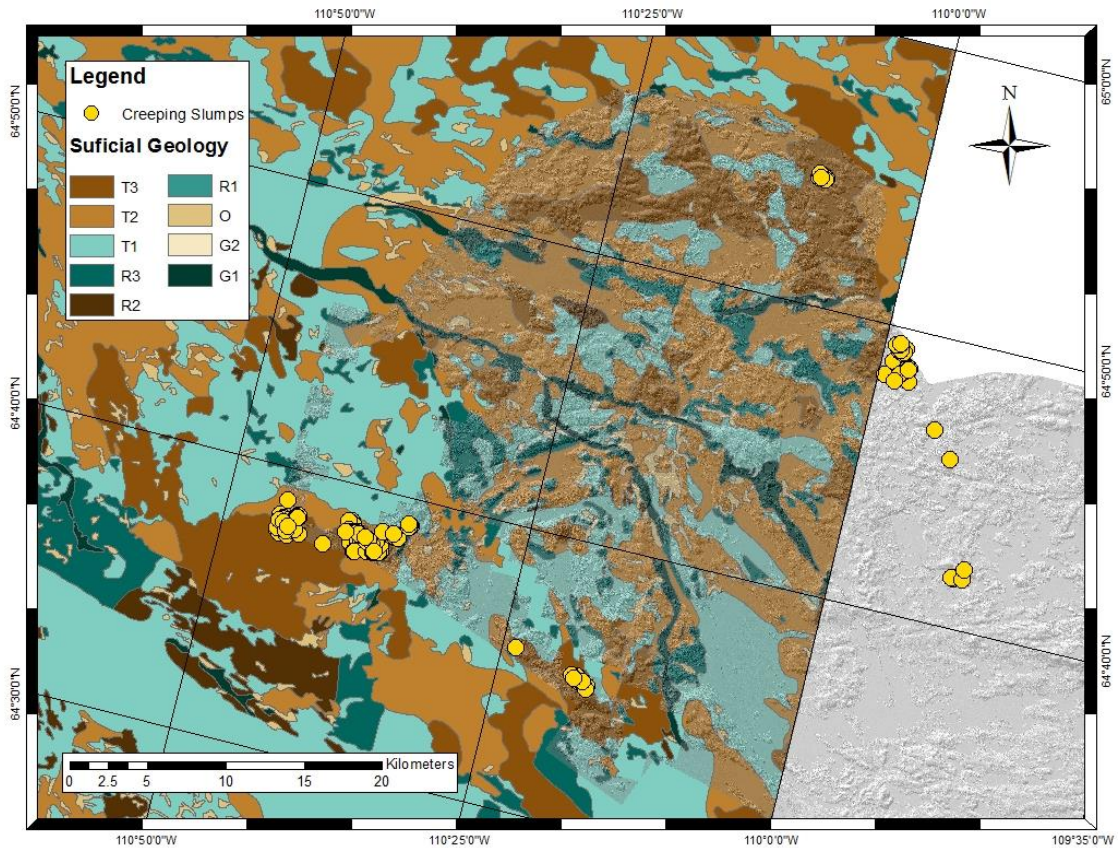 110°50'0"W 110°25'0"W 110°0'0"W
Legend
Creeping Slumps
Suficial Geology
T3 R1
T2 O
T1 G2
R3 G1
R2
N
64°50'0"N
64°40'0"N
64°30'0"N
65°0'0"N
64°50'0"N
64°40'0"N
Kilometers
0 2.5 5 10 15 20
110°50'0"W 110°25'0"W 110°0'0"W 109°35'0"W